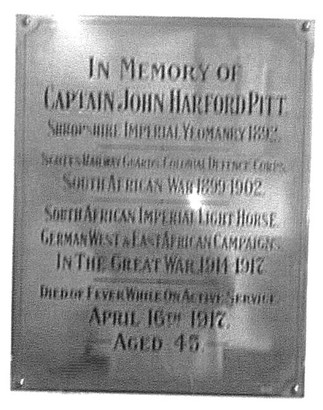 IN MEMORY OF
CAPTAIN JOHN HARFORD PITT
SHROPSHIRE IMPERIAL YEOMANRY 1892.
SCOTT'S RAILWAY GUARDS, COLONIAL DEFENCE CORPS.
SOUTH AFRICAN WAR 1899-1902.
SOUTH AFRICAN IMPERIAL LIGHT HORSE.
GERMAN WEST & EAST AFRICAN CAMPAIGNS.
IN THE GREAT WAR, 1914-1917
DIED OF FEVER WHILE ON ACTIVE SERVICE.
APRIL 16TH 1917.
AGED 45.